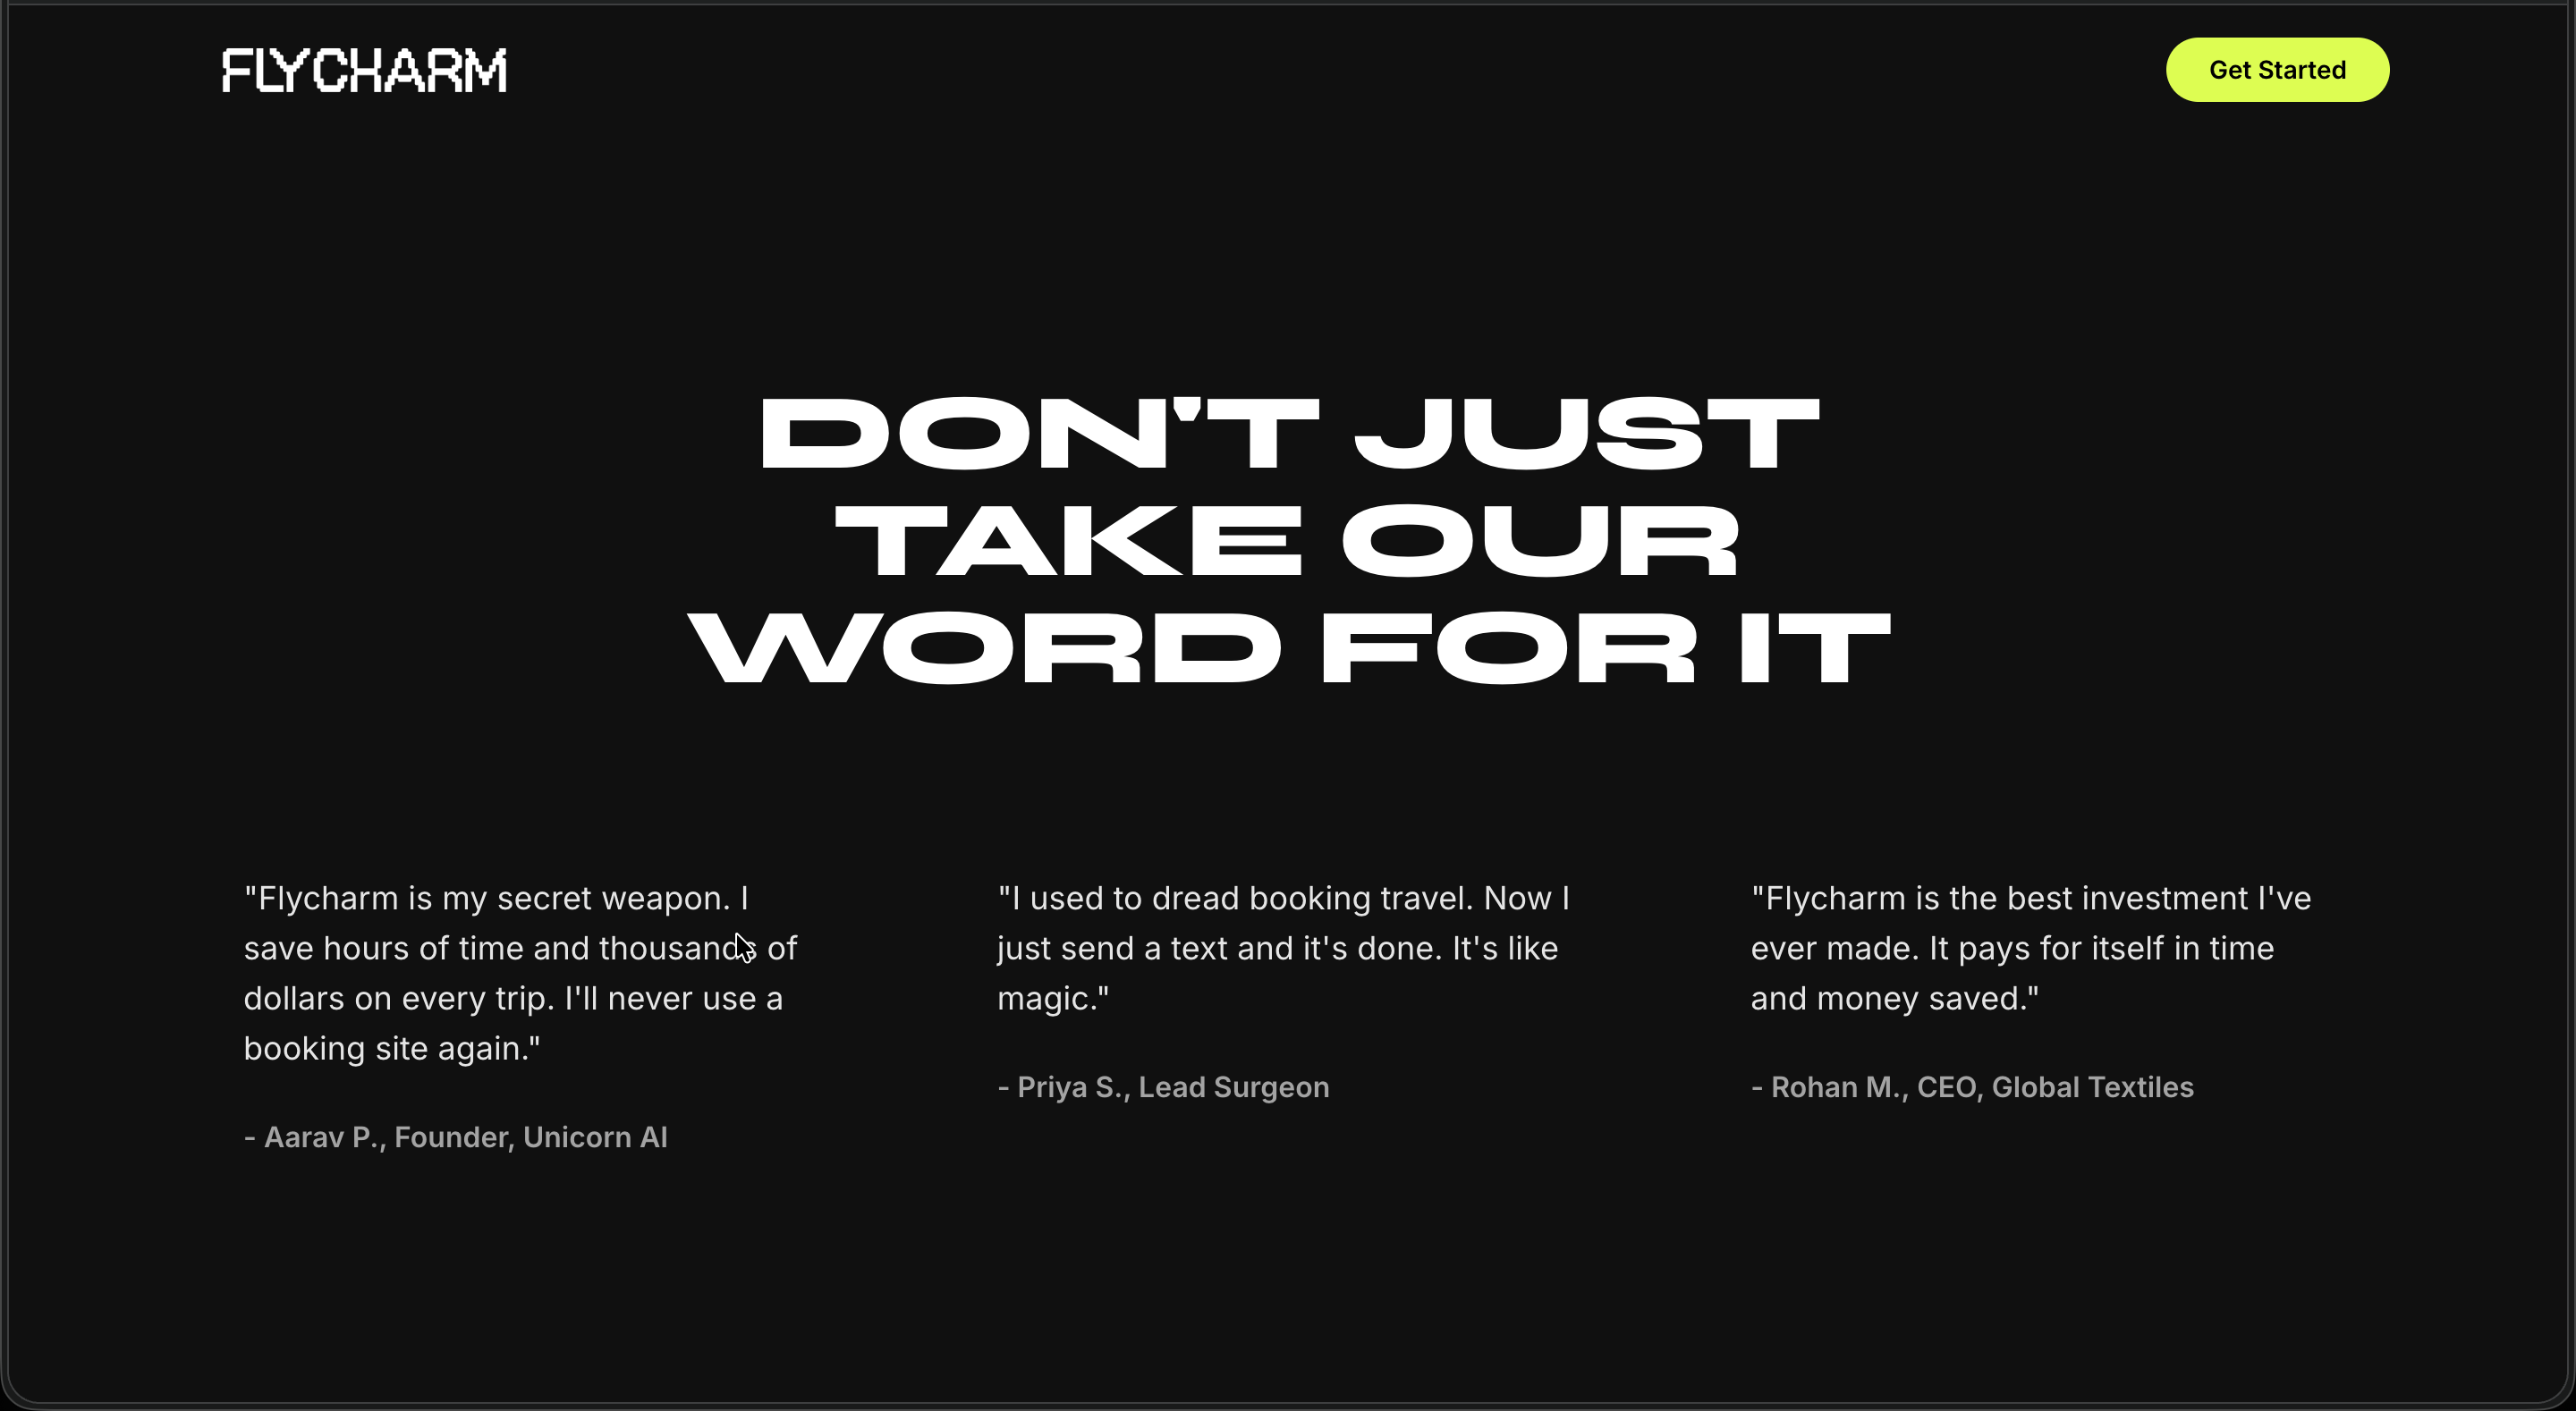 FLYCHARM
Get Started
DON'T JUST
TAKE OUR
WORD FOR IT
"Flycharm is my secret weapon. I
save hours of time and thousands of
dollars on every trip. I'll never use a
booking site again."
- Aarav P., Founder, Unicorn AI
"I used to dread booking travel. Now I
just send a text and it's done. It's like
magic."
- Priya S., Lead Surgeon
"Flycharm is the best investment I've
ever made. It pays for itself in time
and money saved."
- Rohan M., CEO, Global Textiles